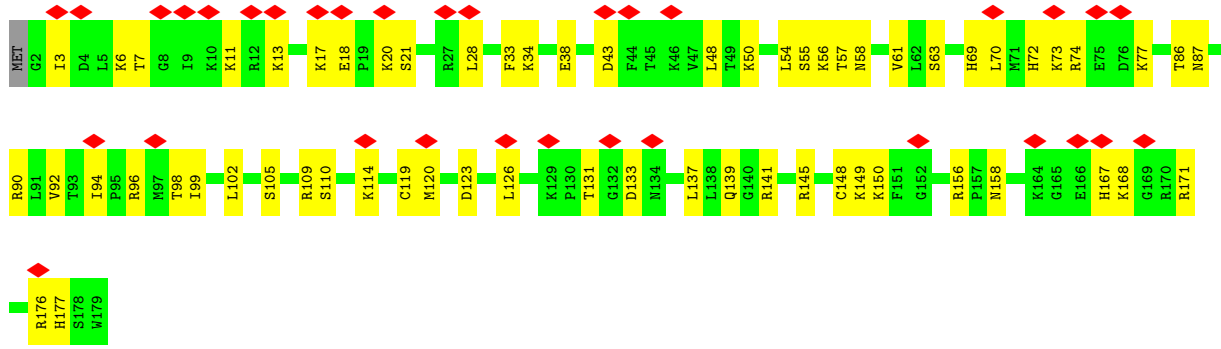 MET G2 I3 D4 L5 K6 T7 G8 I9 K10 K11 R12 K13 K17 E18 P19 K20 S21 R27 L28 F33 K34 E38 D43 F44 T45 K46 V47 L48 T49 K50 L54 S55 K56 T57 N58 V61 L62 S63 H69 L70 M71 H72 K73 R74 E75 D76 K77 T86 N87
R90 L91 V92 T93 I94 P95 R96 M97 T98 I99 L102 S105 R109 S110 K114 C119 M120 D123 L126 K129 P130 T131 G132 D133 N134 L137 L138 Q139 G140 R141 R145 C148 K149 K150 F151 G152 R156 P157 N158 K164 G165 E166 H167 K168 G169 R170 R171
R176 H177 S178 W179